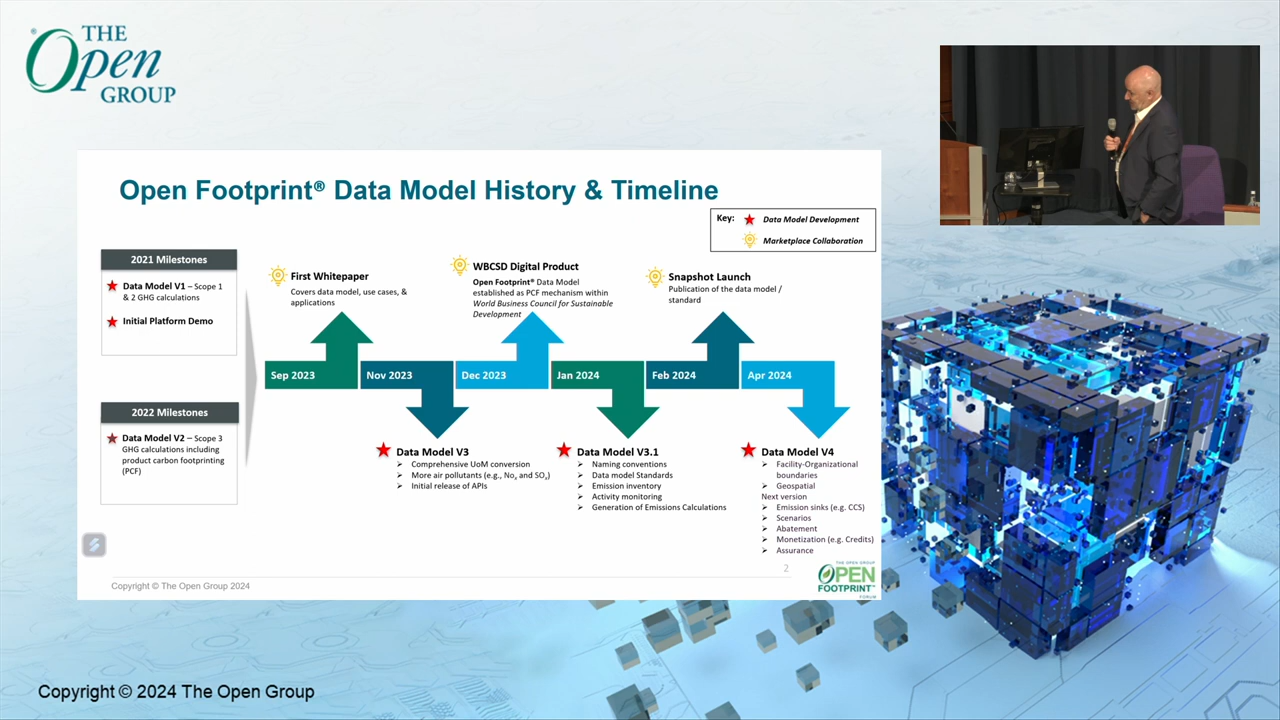 THE
Open
GROUP
Open Footprint® Data Model History & Timeline
Key:
Data Model Development
Marketplace Collaboration
2021 Milestones
Data Model V1 – Scope 1
& 2 GHG calculations
Initial Platform Demo
2022 Milestones
Data Model V2 – Scope 3
GHG calculations including
product carbon footprinting
(PCF)
First Whitepaper
Covers data model, use cases, &
applications
WBCSD Digital Product
Open Footprint® Data Model
established as PCF mechanism within
World Business Council for Sustainable
Development
Snapshot Launch
Publication of the data model /
standard
Sep 2023
Nov 2023
Dec 2023
Jan 2024
Feb 2024
Apr 2024
Data Model V3
Comprehensive UoM conversion
More air pollutants (e.g., Noₓ and SOₓ)
Initial release of APIs
Data Model V3.1
Naming conventions
Data model Standards
Emission inventory
Activity monitoring
Generation of Emissions Calculations
Data Model V4
Facility-Organizational
boundaries
Geospatial
Next version
Emission sinks (e.g. CCS)
Scenarios
Abatement
Monetization (e.g. Credits)
Assurance
2
Copyright © The Open Group 2024
THE OPEN GROUP
OPEN
FOOTPRINT™
FORUM
Copyright © 2024 The Open Group